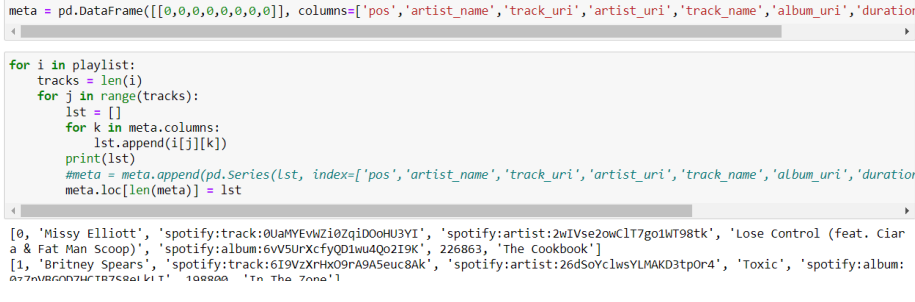 meta = pd.DataFrame([[0,0,0,0,0,0,0,0]], columns=['pos','artist_name','track_uri','artist_uri','track_name','album_uri','duration
for i in playlist:
    tracks = len(i)
    for j in range(tracks):
        lst = []
        for k in meta.columns:
            lst.append(i[j][k])
        print(lst)
        #meta = meta.append(pd.Series(lst, index=['pos','artist_name','track_uri','artist_uri','track_name','album_uri','duration
        meta.loc[len(meta)] = lst
[0, 'Missy Elliott', 'spotify:track:0UaMYEvWZi0ZqiDOoHU3YI', 'spotify:artist:2wIVse2owClT7go1WT98tk', 'Lose Control (feat. Ciar
a & Fat Man Scoop)', 'spotify:album:6vV5UrXcfyQD1wu4Qo2I9K', 226863, 'The Cookbook']
[1, 'Britney Spears', 'spotify:track:6I9VzXrHxO9rA9A5euc8Ak', 'spotify:artist:26dSoYclwsYLMAKD3tpOr4', 'Toxic', 'spotify:album:
0z7pVBGOD7HCIB7S8eLkLI', 198800, 'In The Zone']